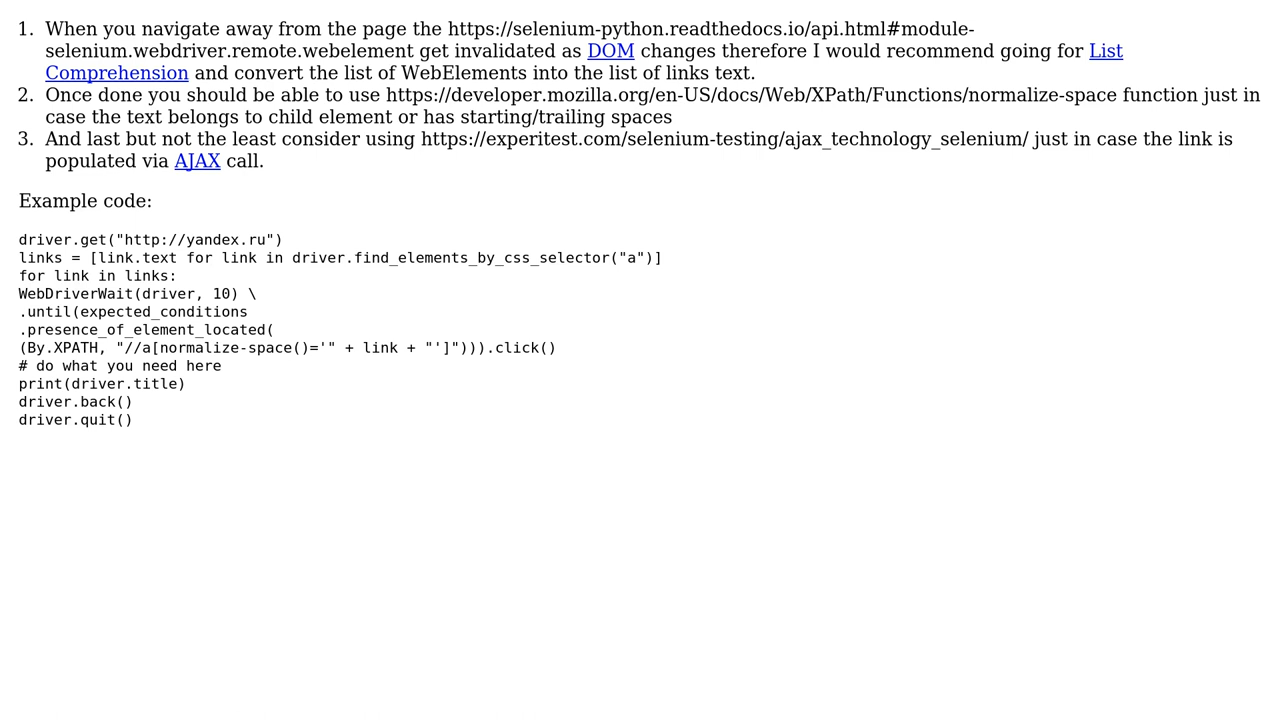 1. When you navigate away from the page the https://selenium-python.readthedocs.io/api.html#module-
selenium.webdriver.remote.webelement get invalidated as DOM changes therefore I would recommend going for List
Comprehension and convert the list of WebElements into the list of links text.
2. Once done you should be able to use https://developer.mozilla.org/en-US/docs/Web/XPath/Functions/normalize-space function just in
case the text belongs to child element or has starting/trailing spaces
3. And last but not the least consider using https://experitest.com/selenium-testing/ajax_technology_selenium/ just in case the link is
populated via AJAX call.
Example code:
driver.get("http://yandex.ru")
links = [link.text for link in driver.find_elements_by_css_selector("a")]
for link in links:
WebDriverWait(driver, 10) \
.until(expected_conditions
.presence_of_element_located(
(By.XPATH, "//a[normalize-space()='" + link + "']"))).click()
# do what you need here
print(driver.title)
driver.back()
driver.quit()